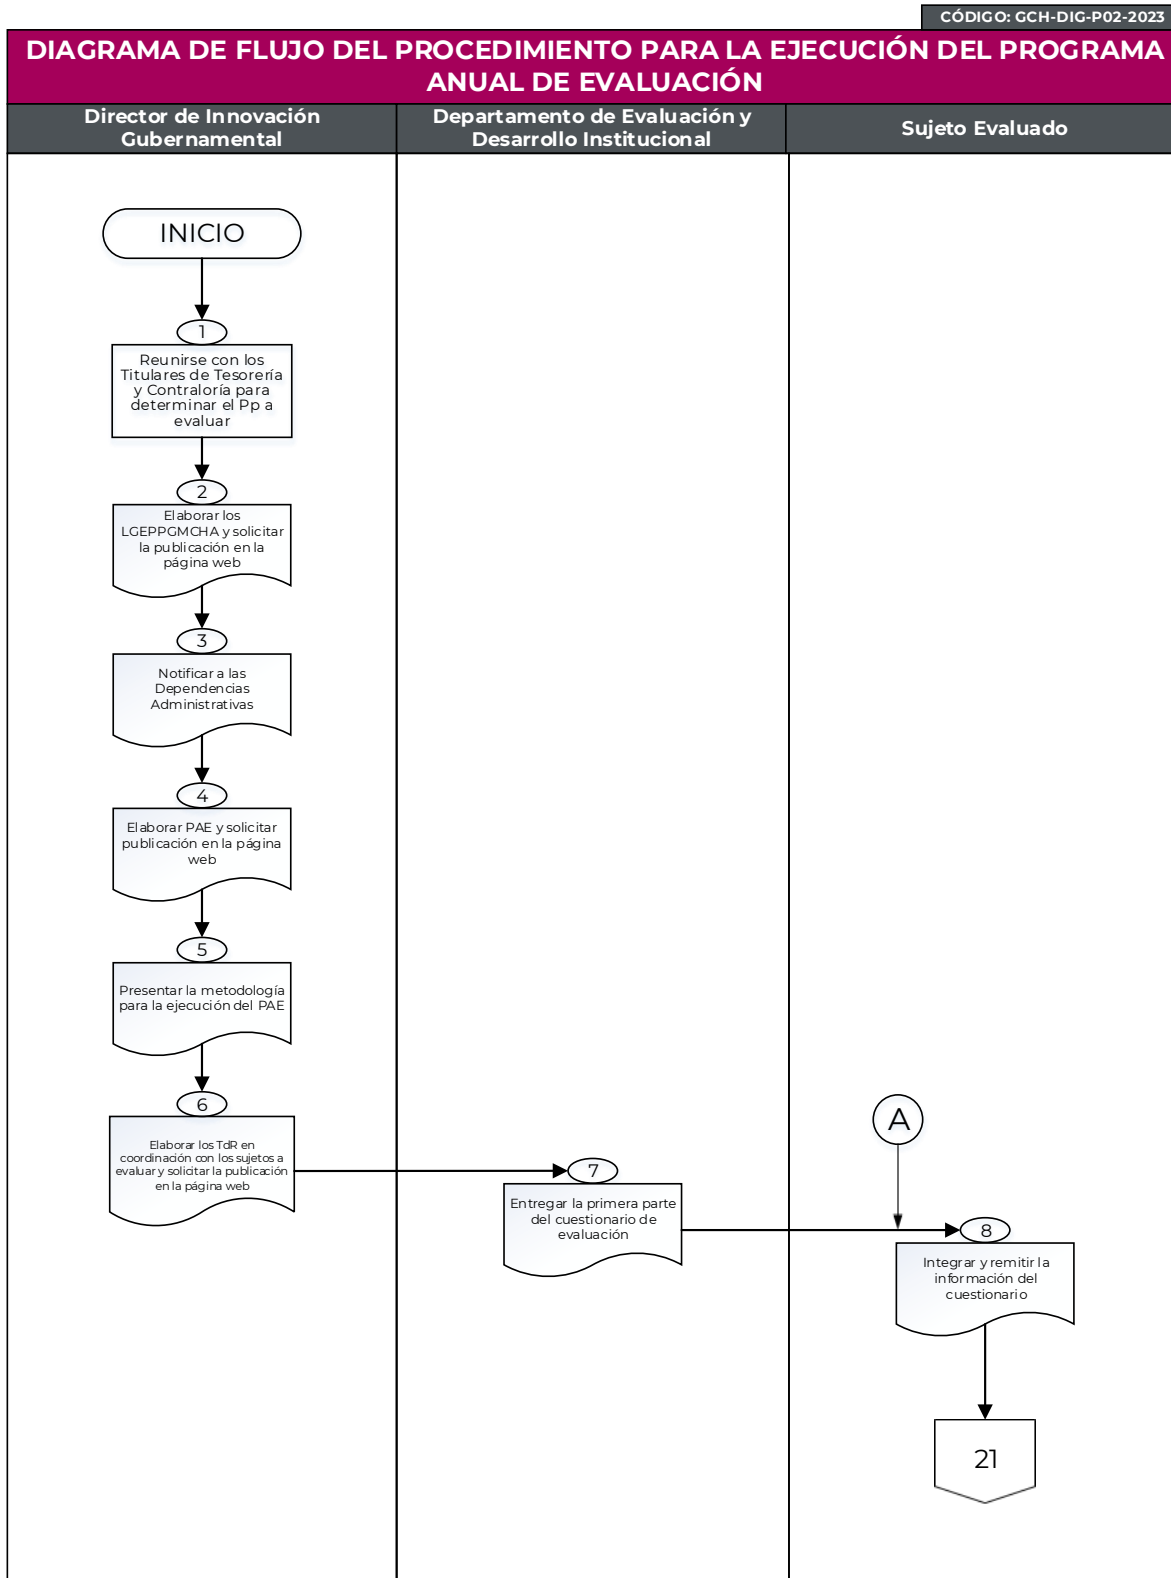 CÓDIGO: GCH-DIG-P02-2023
DIAGRAMA DE FLUJO DEL PROCEDIMIENTO PARA LA EJECUCIÓN DEL PROGRAMA
ANUAL DE EVALUACIÓN
Director de Innovación
Gubernamental
Departamento de Evaluación y
Desarrollo Institucional
Sujeto Evaluado
INICIO
1
Reunirse con los
Titulares de Tesorería
y Contraloría para
determinar el Pp a
evaluar
2
Elaborar los
LGEPPGMCHA y solicitar
la publicación en la
página web
3
Notificar a las
Dependencias
Administrativas
4
Elaborar PAE y solicitar
publicación en la página
web
5
Presentar la metodología
para la ejecución del PAE
6
Elaborar los TdR en
coordinación con los sujetos a
evaluar y solicitar la publicación
en la página web
7
Entregar la primera parte
del cuestionario de
evaluación
A
8
Integrar y remitir la
información del
cuestionario
21